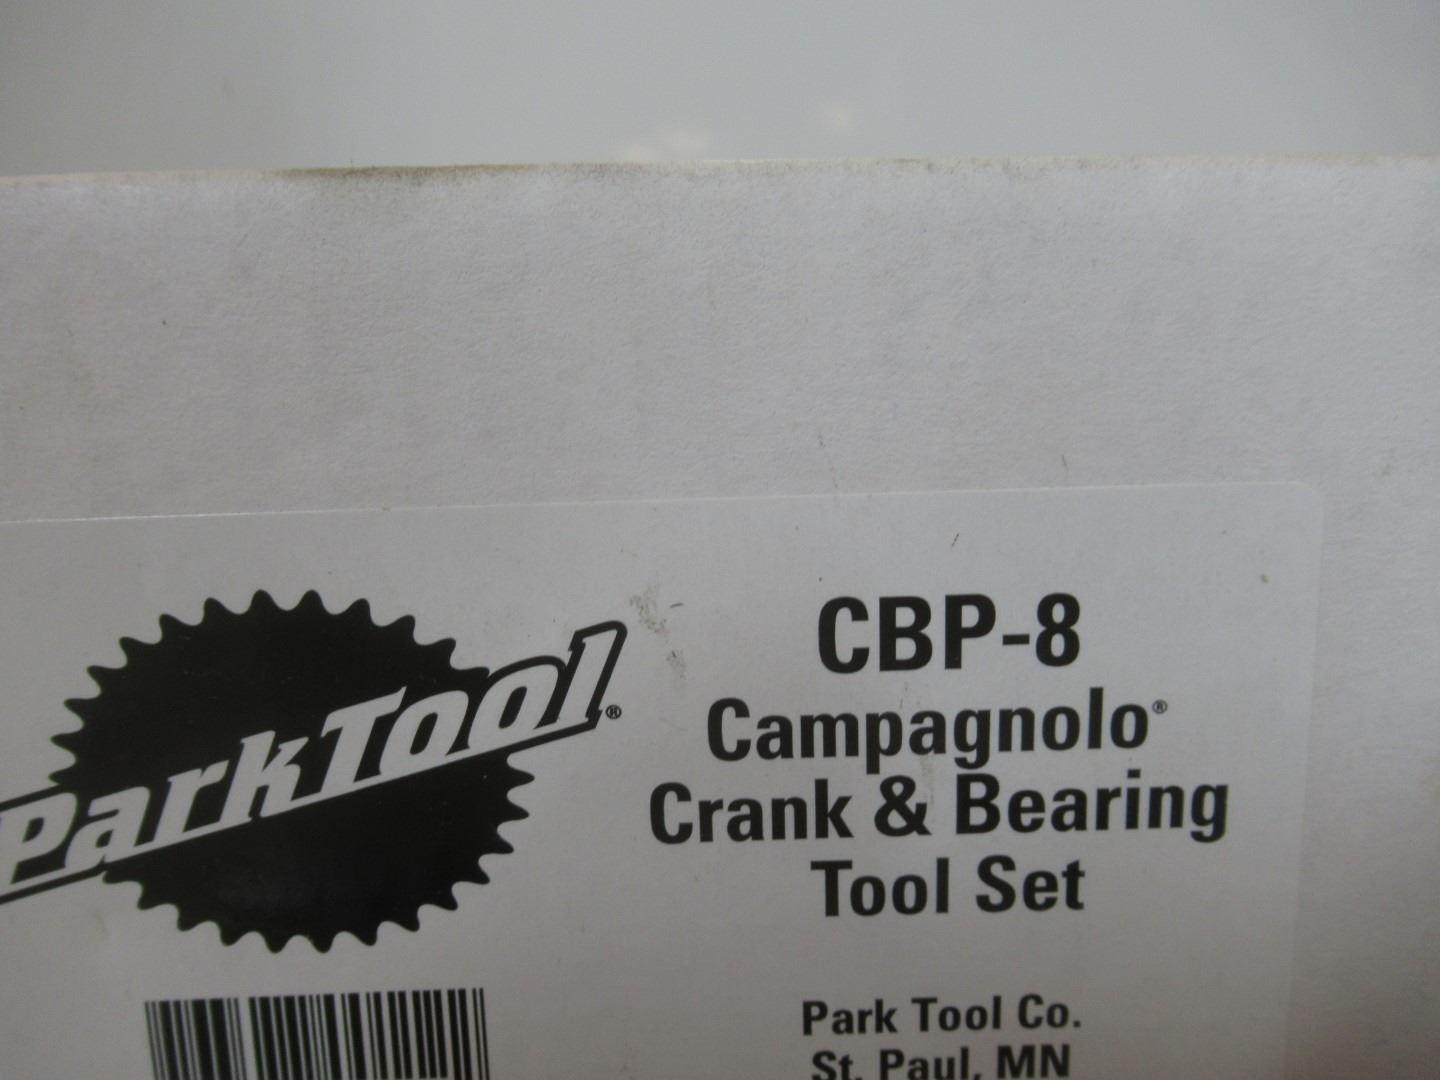 ParkTool®
CBP-8
Campagnolo®
Crank & Bearing
Tool Set
Park Tool Co.
St. Paul, MN